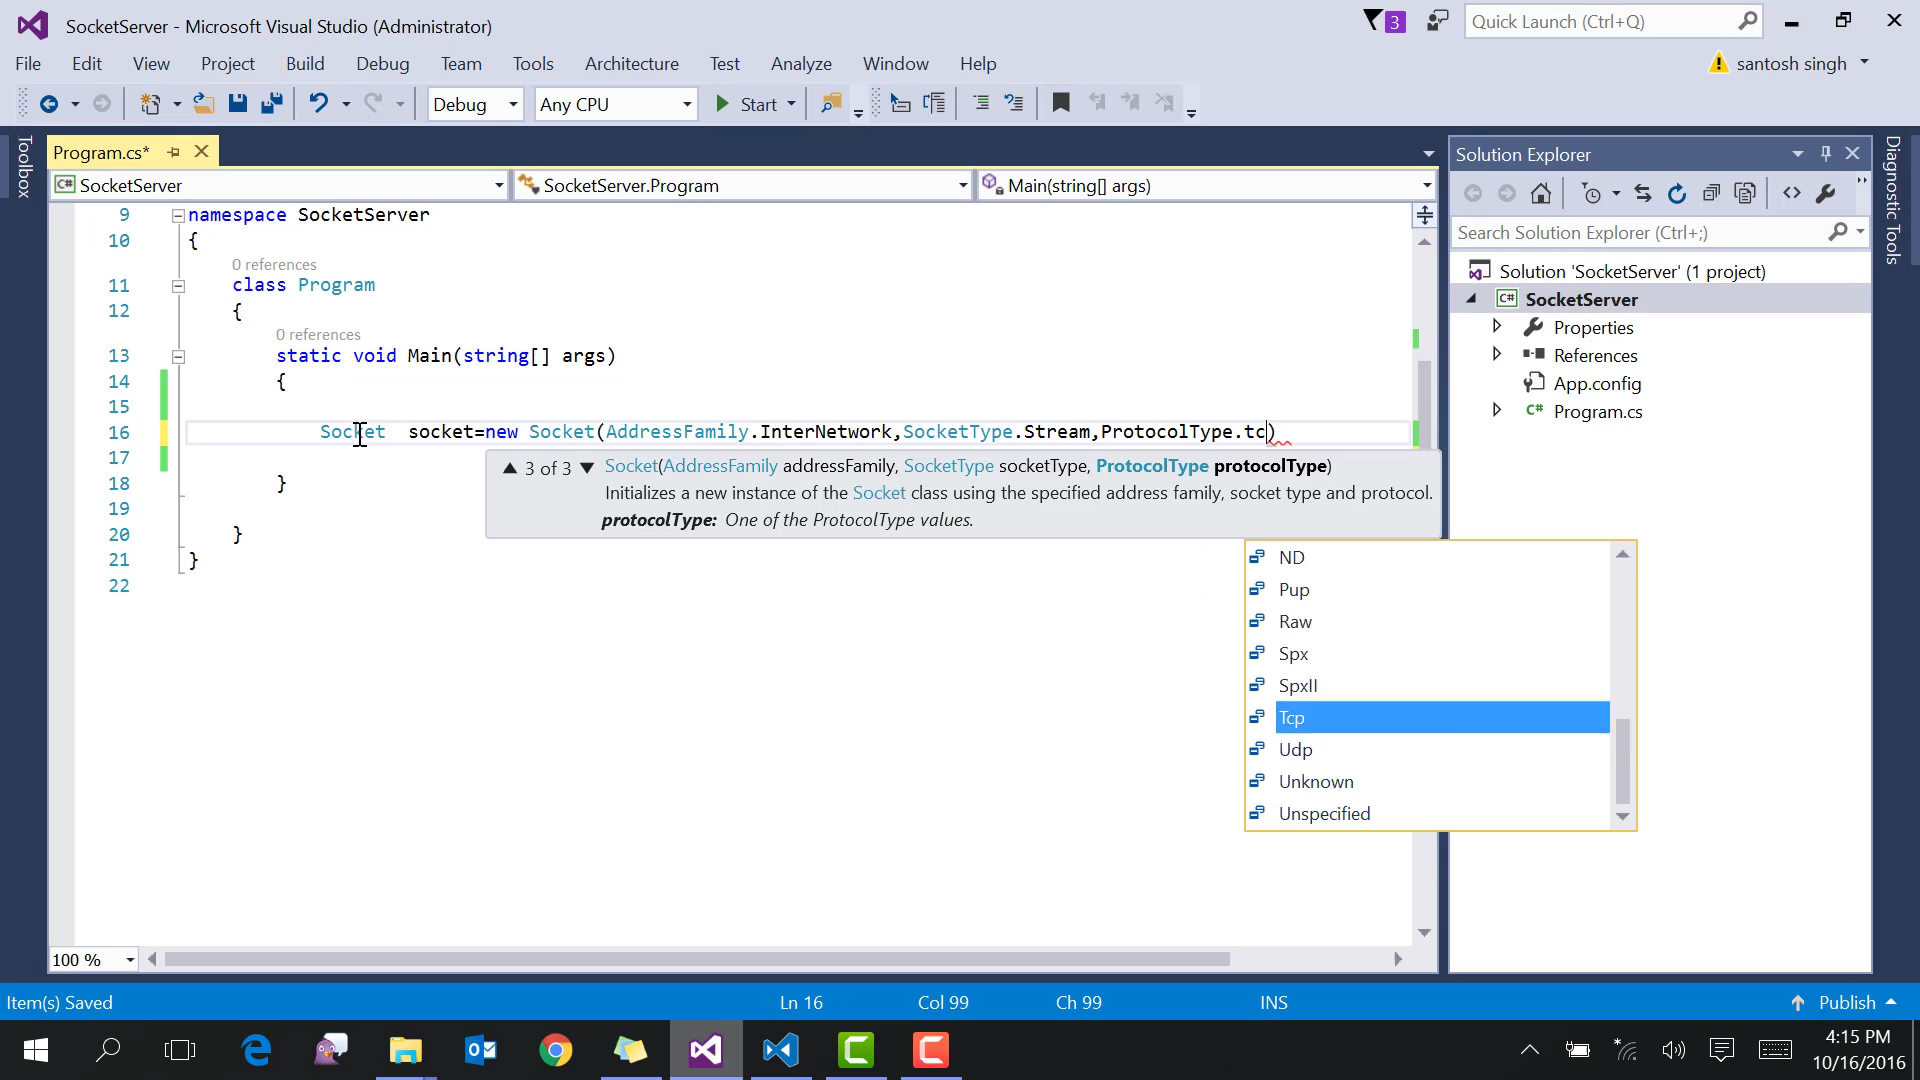 SocketServer - Microsoft Visual Studio (Administrator)
3
Quick Launch (Ctrl+Q)
File Edit View Project Build Debug Team Tools Architecture Test Analyze Window Help
santosh singh
Debug
Any CPU
Start
Toolbox
Program.cs*
SocketServer
SocketServer.Program
Main(string[] args)
9 namespace SocketServer
10 {
0 references
11 class Program
12 {
0 references
13 static void Main(string[] args)
14 {
15
16 Socket  socket=new Socket(AddressFamily.InterNetwork,SocketType.Stream,ProtocolType.tc)
17
18 }
19
20 }
21 }
22
3 of 3 Socket(AddressFamily addressFamily, SocketType socketType, ProtocolType protocolType)
Initializes a new instance of the Socket class using the specified address family, socket type and protocol.
protocolType: One of the ProtocolType values.
ND
Pup
Raw
Spx
SpxII
Tcp
Udp
Unknown
Unspecified
100 %
Solution Explorer
Search Solution Explorer (Ctrl+;)
Solution 'SocketServer' (1 project)
C# SocketServer
Properties
References
App.config
C# Program.cs
Diagnostic Tools
Item(s) Saved
Ln 16
Col 99
Ch 99
INS
Publish
4:15 PM
10/16/2016